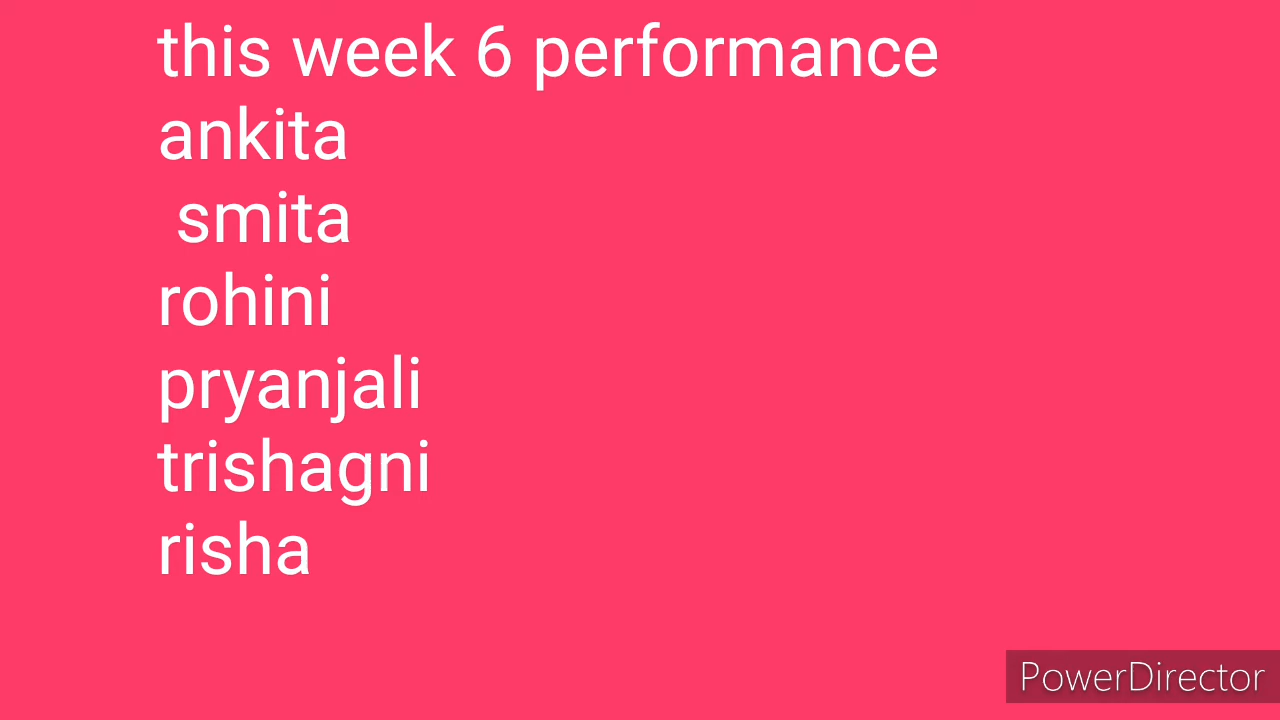 this week 6 performance
ankita
smita
rohini
pryanjali
trishagni
risha
PowerDirector